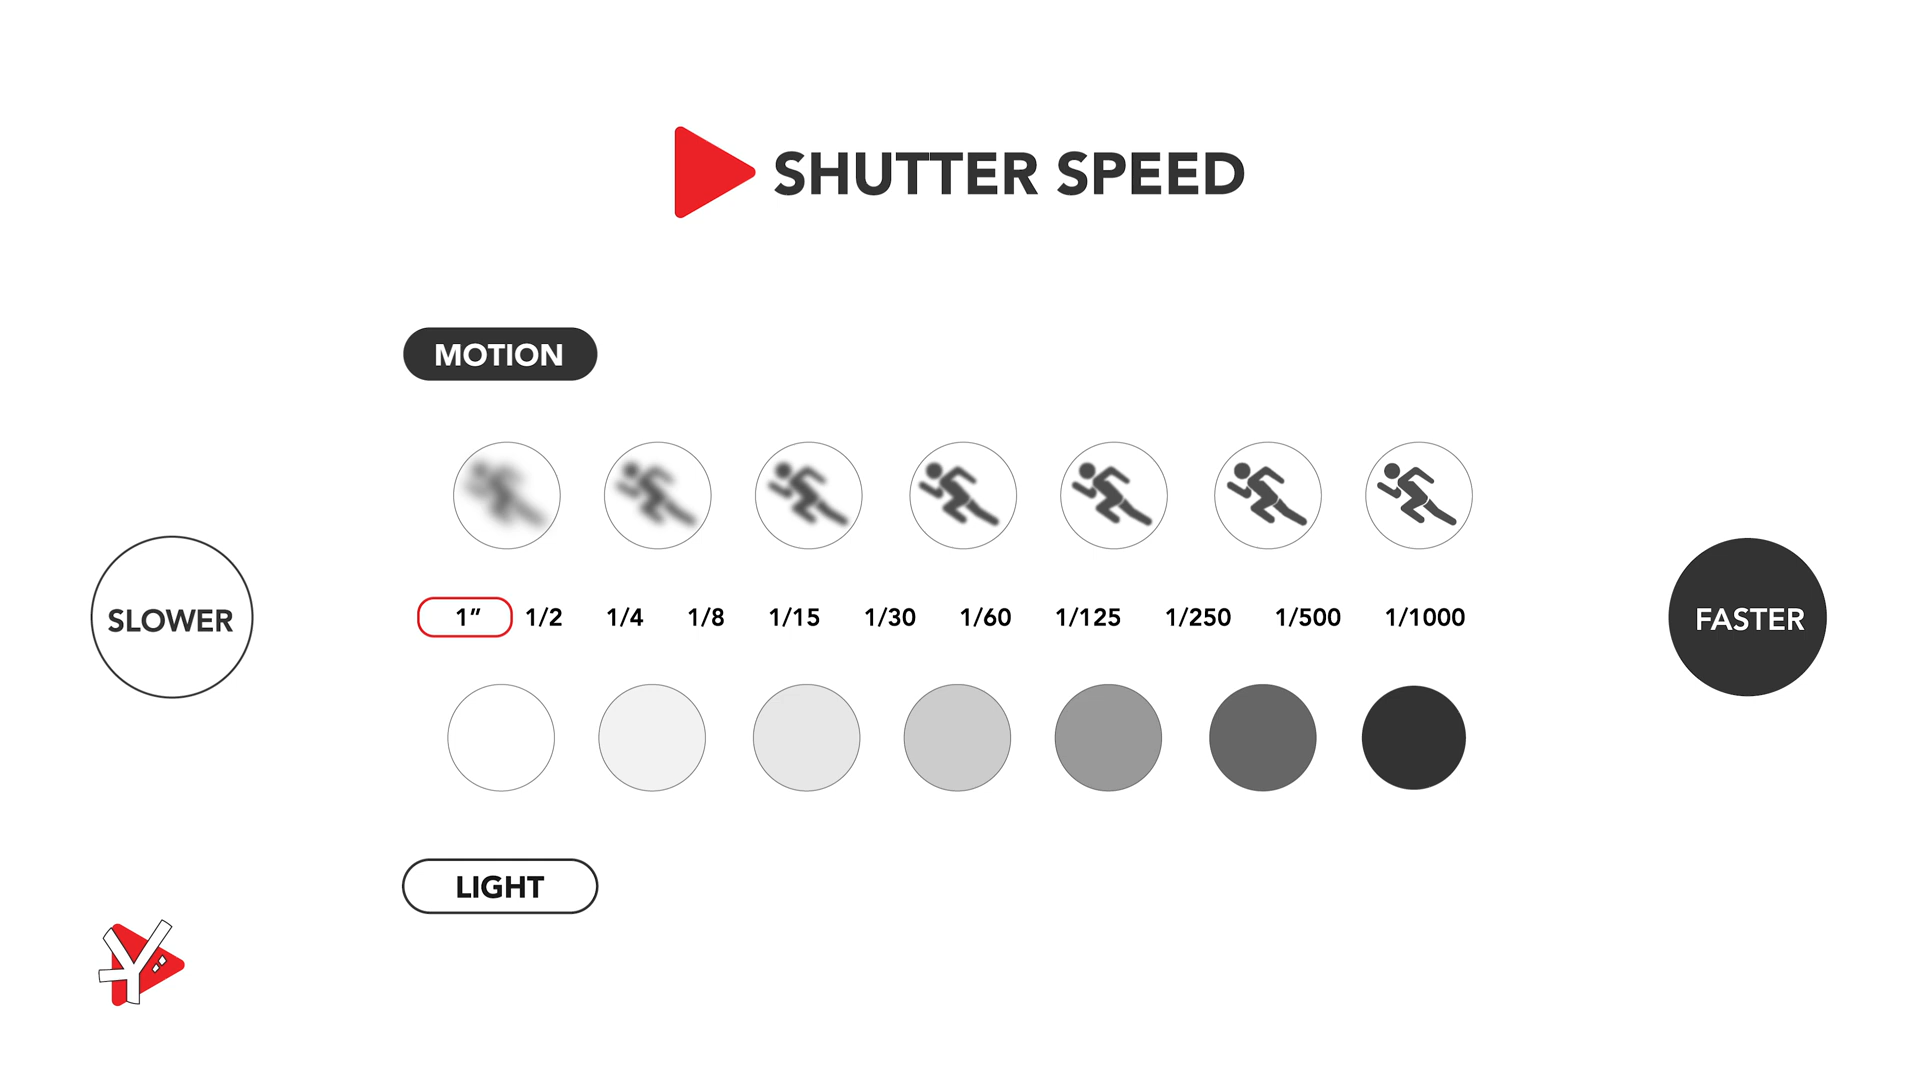 SHUTTER SPEED
MOTION
SLOWER
1” 1/2 1/4 1/8 1/15 1/30 1/60 1/125 1/250 1/500 1/1000
FASTER
LIGHT